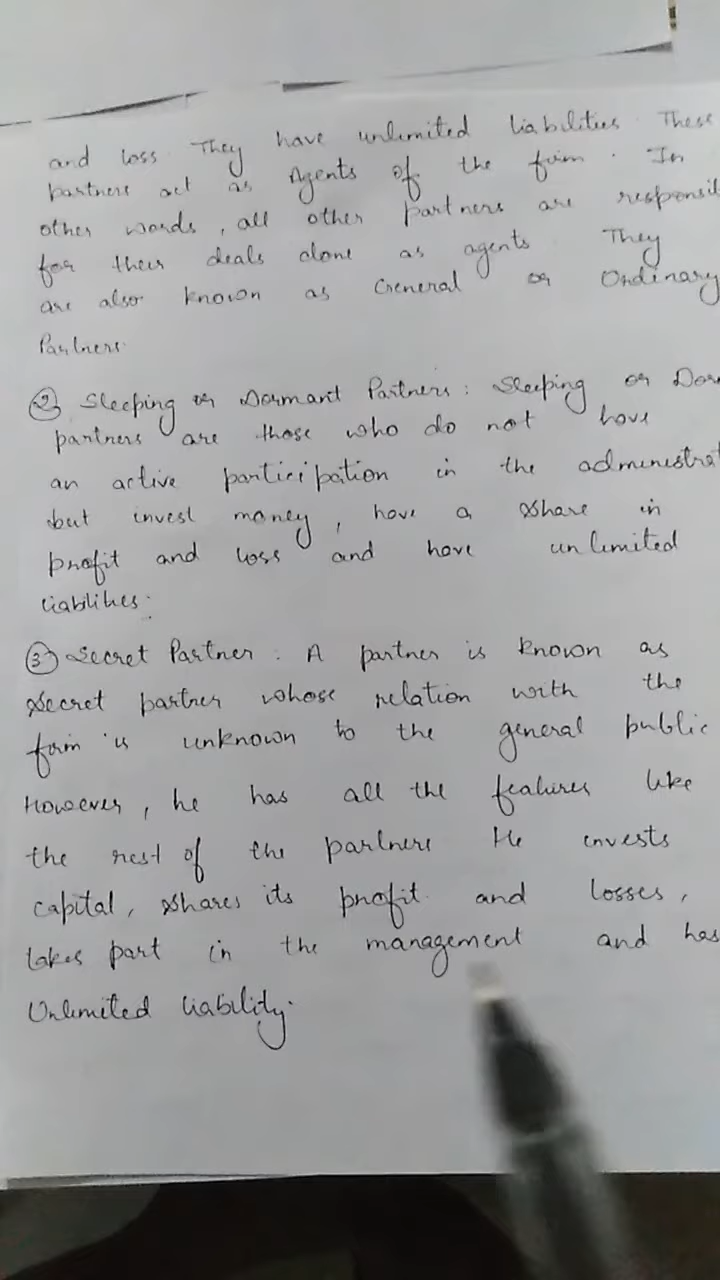 and loss They have unlimited liabilities These
partners act as Agents of the firm. In
other words, all other partners are responsi
for their deals alone as agents They
are also known as General or Ordinary
Partners.
② Sleeping or Dormant Partners: Sleeping or Dor
partners are those who do not have
an active participation in the administrat
but invest money, have a share in
profit and loss and have unlimited
liabilities.
③ Secret Partner. A partner is known as
Secret partner whose relation with the
firm is unknown to the general public
However, he has all the features like
the rest of the partners He invests
capital, shares its profit and losses,
takes part in the management and has
Unlimited liability.